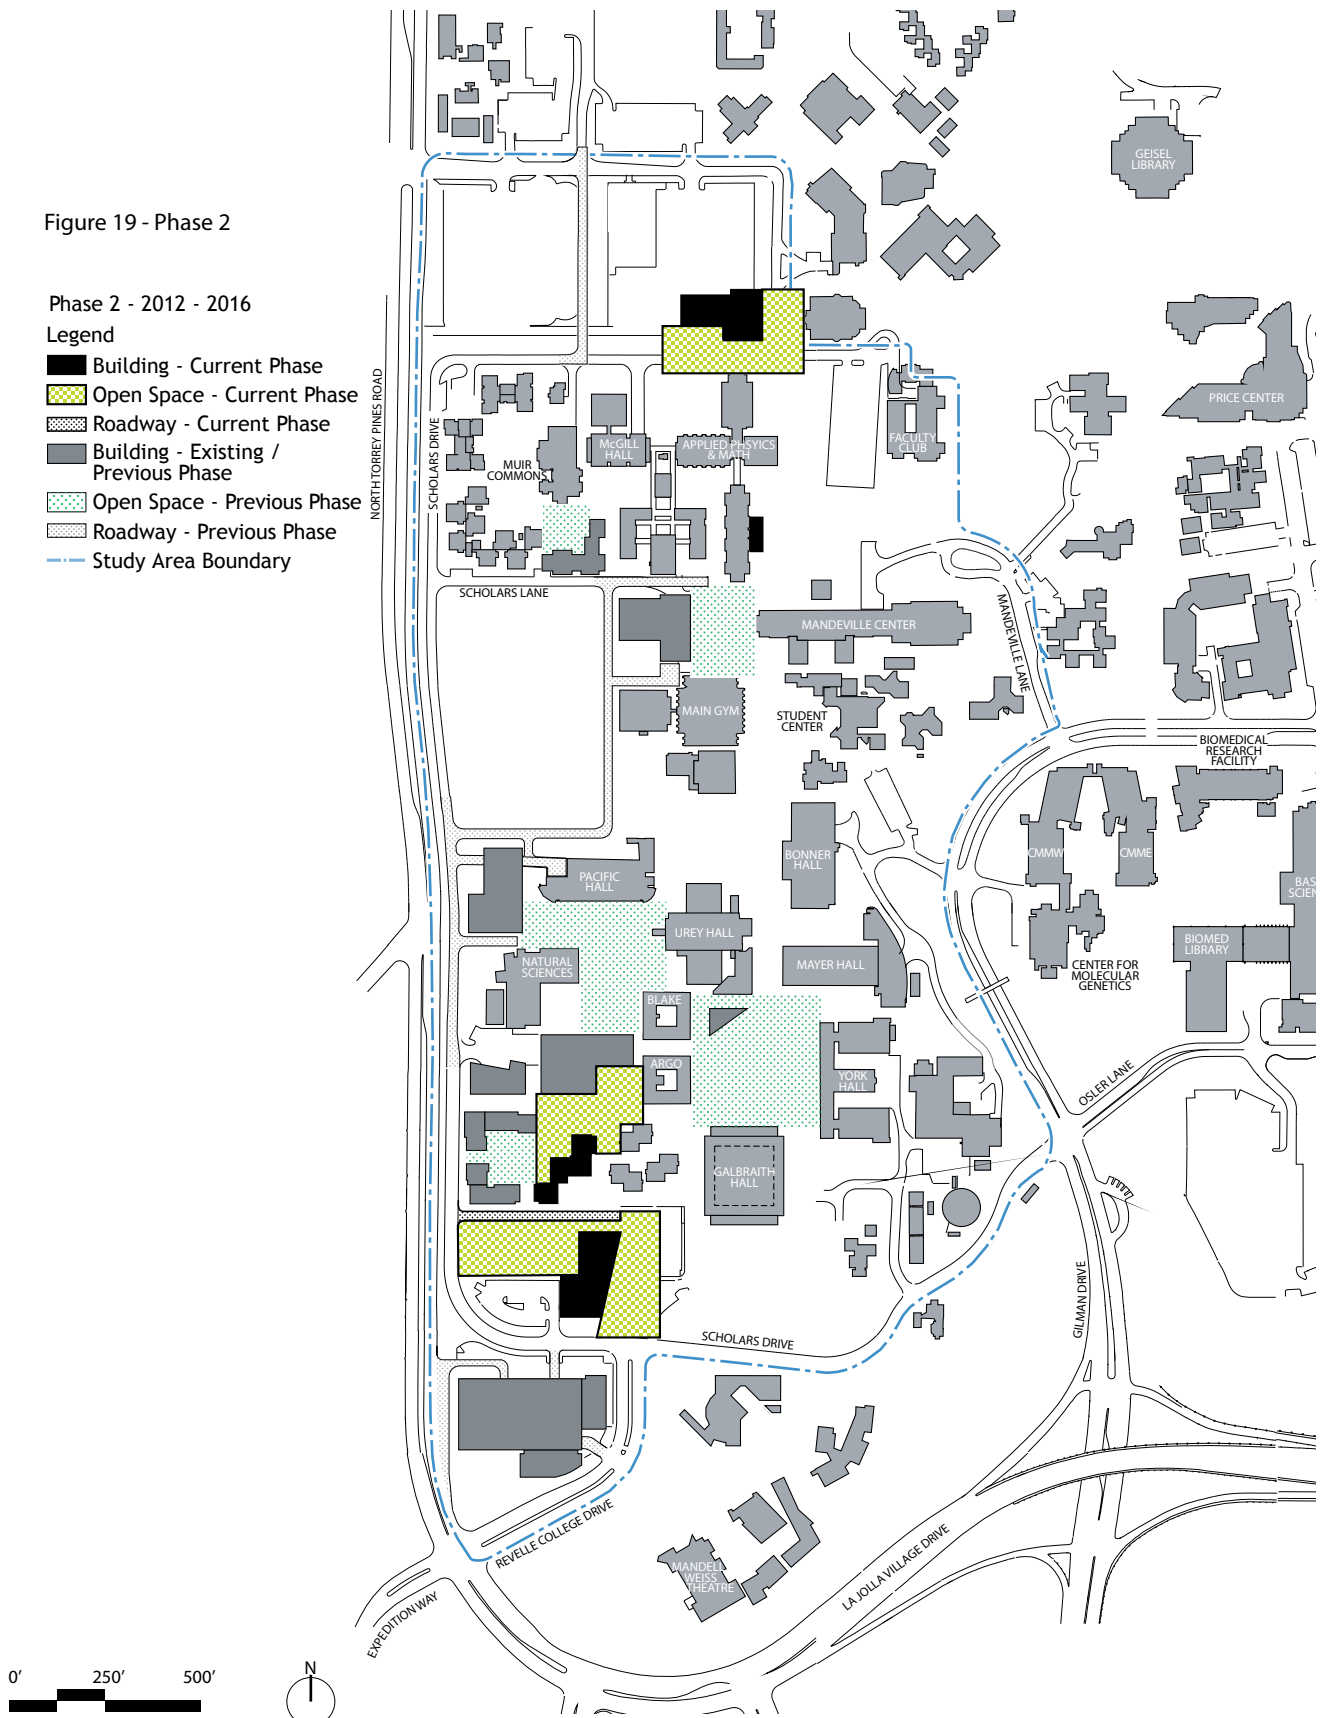 GEISEL
LIBRARY
Figure 19 - Phase 2
Phase 2 - 2012 - 2016
Legend
Building - Current Phase
Open Space - Current Phase
Roadway - Current Phase
Building - Existing /
Previous Phase
Open Space - Previous Phase
Roadway - Previous Phase
Study Area Boundary
NORTH TORREY PINES ROAD
SCHOLARS DRIVE
PRICE CENTER
McGILL
HALL
APPLIED PHSYICS
& MATH
FACULTY
CLUB
MUIR
COMMONS
SCHOLARS LANE
MANDEVILLE CENTER
MANDEVILLE LANE
MAIN GYM
STUDENT
CENTER
BIOMEDICAL
RESEARCH
FACILITY
BONNER
HALL
CMMW
CMME
PACIFIC
HALL
BAS
SCIEN
UREY HALL
BIOMED
LIBRARY
NATURAL
SCIENCES
MAYER HALL
CENTER FOR
MOLECULAR
GENETICS
BLAKE
ARGO
YORK
HALL
OSLER LANE
GALBRAITH
HALL
GILMAN DRIVE
SCHOLARS DRIVE
REVELLE COLLEGE DRIVE
LA JOLLA VILLAGE DRIVE
MANDELL
WEISS
THEATRE
EXPEDITION WAY
0' 250' 500'
N